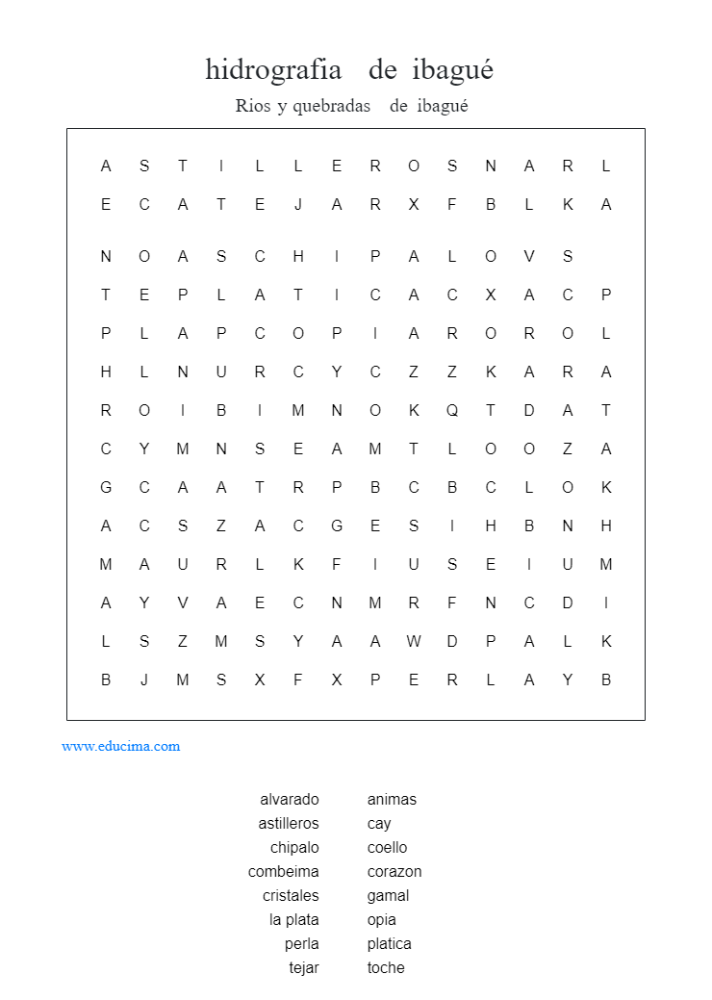 hidrografia de ibagué
Rios y quebradas de ibagué
A S T I L L E R O S N A R L
E C A T E J A R X F B L K A
N O A S C H I P A L O V S
T E P L A T I C A C X A C P
P L A P C O P I A R O R O L
H L N U R C Y C Z Z K A R A
R O I B I M N O K Q T D A T
C Y M N S E A M T L O O Z A
G C A A T R P B C B C L O K
A C S Z A C G E S I H B N H
M A U R L K F I U S E I U M
A Y V A E C N M R F N C D I
L S Z M S Y A A W D P A L K
B J M S X F X P E R L A Y B
www.educima.com
alvarado animas
astilleros cay
chipalo coello
combeima corazon
cristales gamal
la plata opia
perla platica
tejar toche